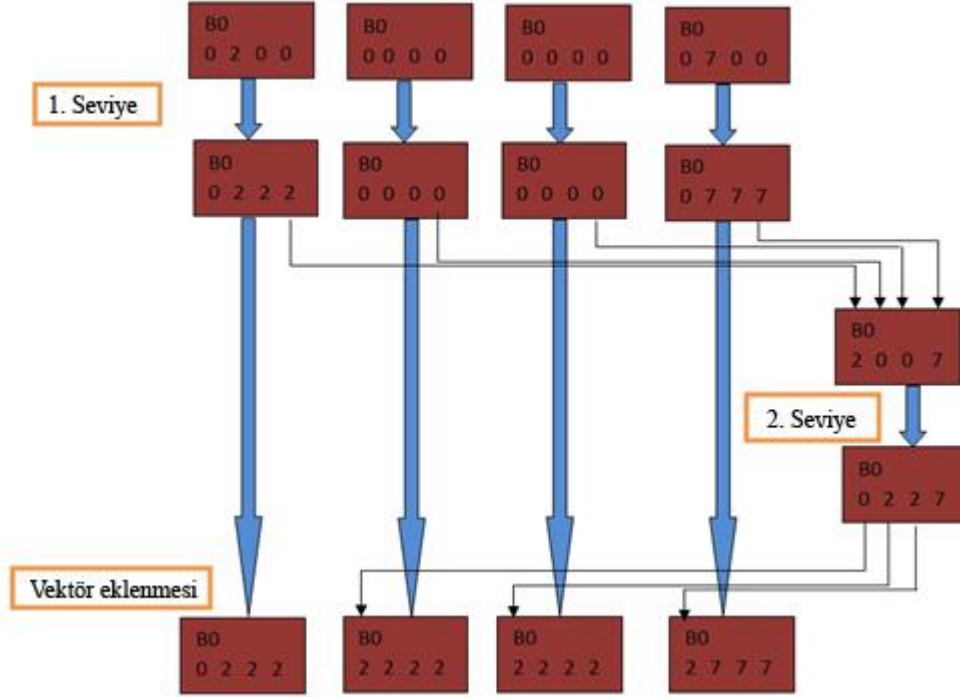 B0
0 2 0 0
B0
0 0 0 0
B0
0 0 0 0
B0
0 7 0 0
1. Seviye
B0
0 2 2 2
B0
0 0 0 0
B0
0 0 0 0
B0
0 7 7 7
B0
2 0 0 7
2. Seviye
B0
0 2 2 7
Vektör eklenmesi
B0
0 2 2 2
B0
2 2 2 2
B0
2 2 2 2
B0
2 7 7 7